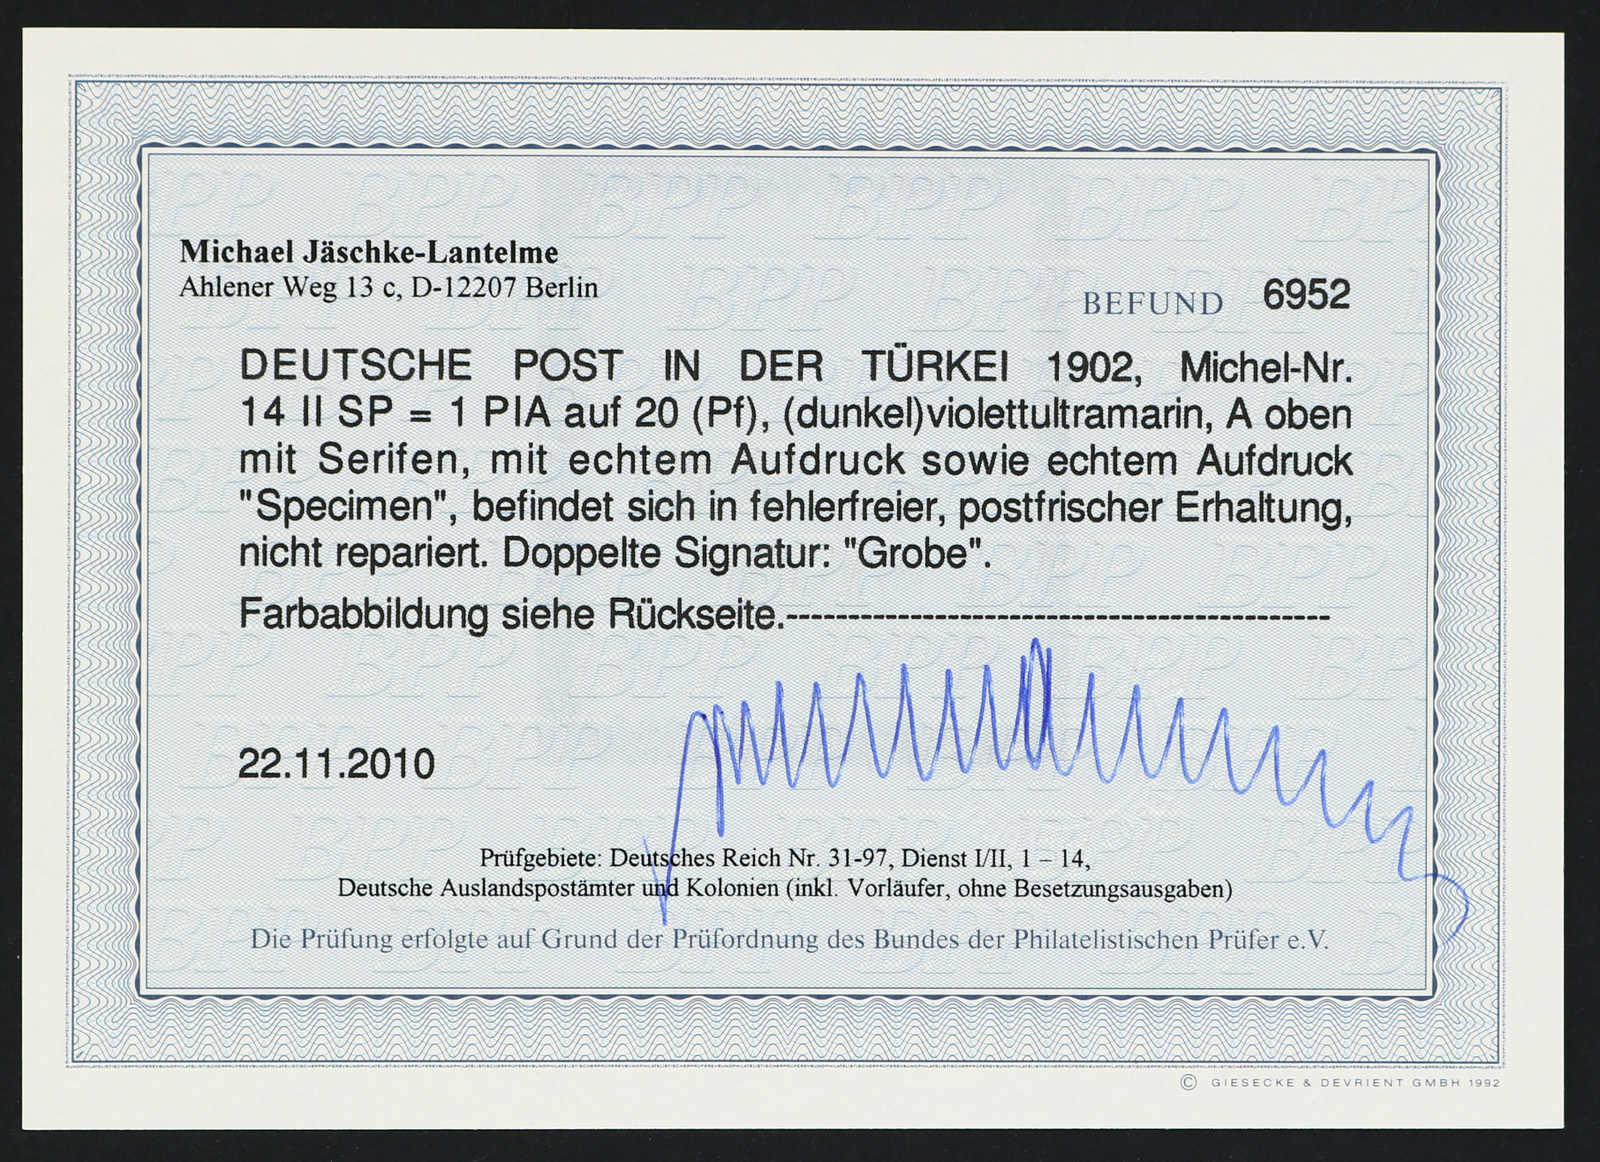 Michael Jäschke-Lantelme
Ahlener Weg 13 c, D-12207 Berlin
BEFUND 6952
DEUTSCHE POST IN DER TÜRKEI 1902, Michel-Nr.
14 II SP = 1 PIA auf 20 (Pf), (dunkel)violettultramarin, A oben
mit Serifen, mit echtem Aufdruck sowie echtem Aufdruck
"Specimen", befindet sich in fehlerfreier, postfrischer Erhaltung,
nicht repariert. Doppelte Signatur: "Grobe".
Farbabbildung siehe Rückseite.--------------------------------------------
22.11.2010
Prüfgebiete: Deutsches Reich Nr. 31-97, Dienst I/II, 1 – 14,
Deutsche Auslandspostämter und Kolonien (inkl. Vorläufer, ohne Besetzungsausgaben)
Die Prüfung erfolgte auf Grund der Prüfordnung des Bundes der Philatelistischen Prüfer e.V.
© GIESECKE & DEVRIENT GMBH 1992